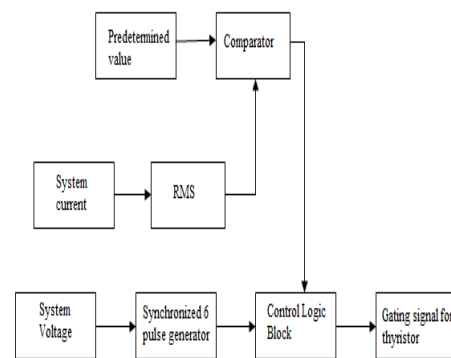 Predetermined
value
Comparator
System
current
RMS
System
Voltage
Synchronized 6
pulse generator
Control Logic
Block
Gating signal for
thyristor